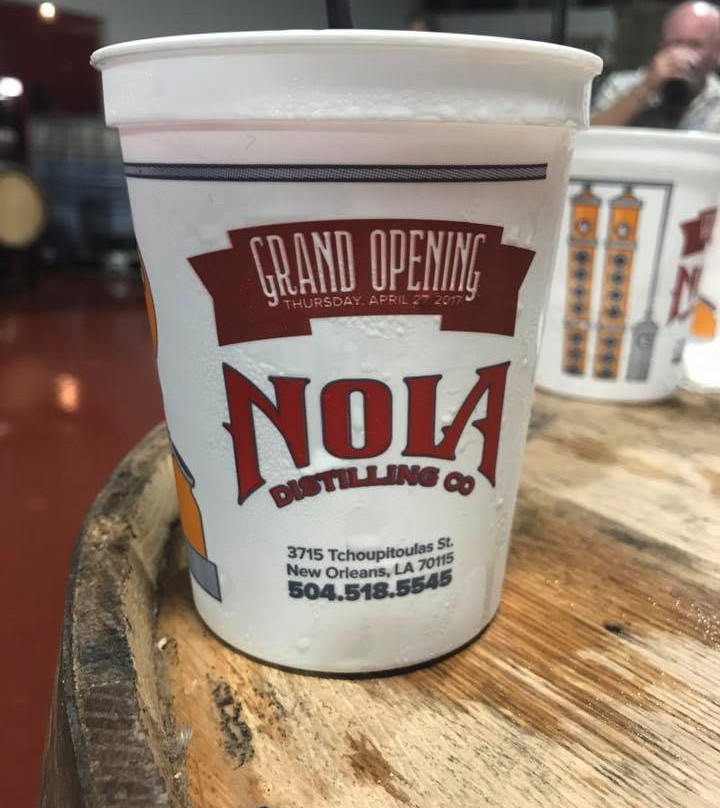 GRAND OPENING
THURSDAY, APRIL 27 2017
NOLA
DISTILLING CO
3715 Tchoupitoulas St.
New Orleans, LA 70115
504.518.5545